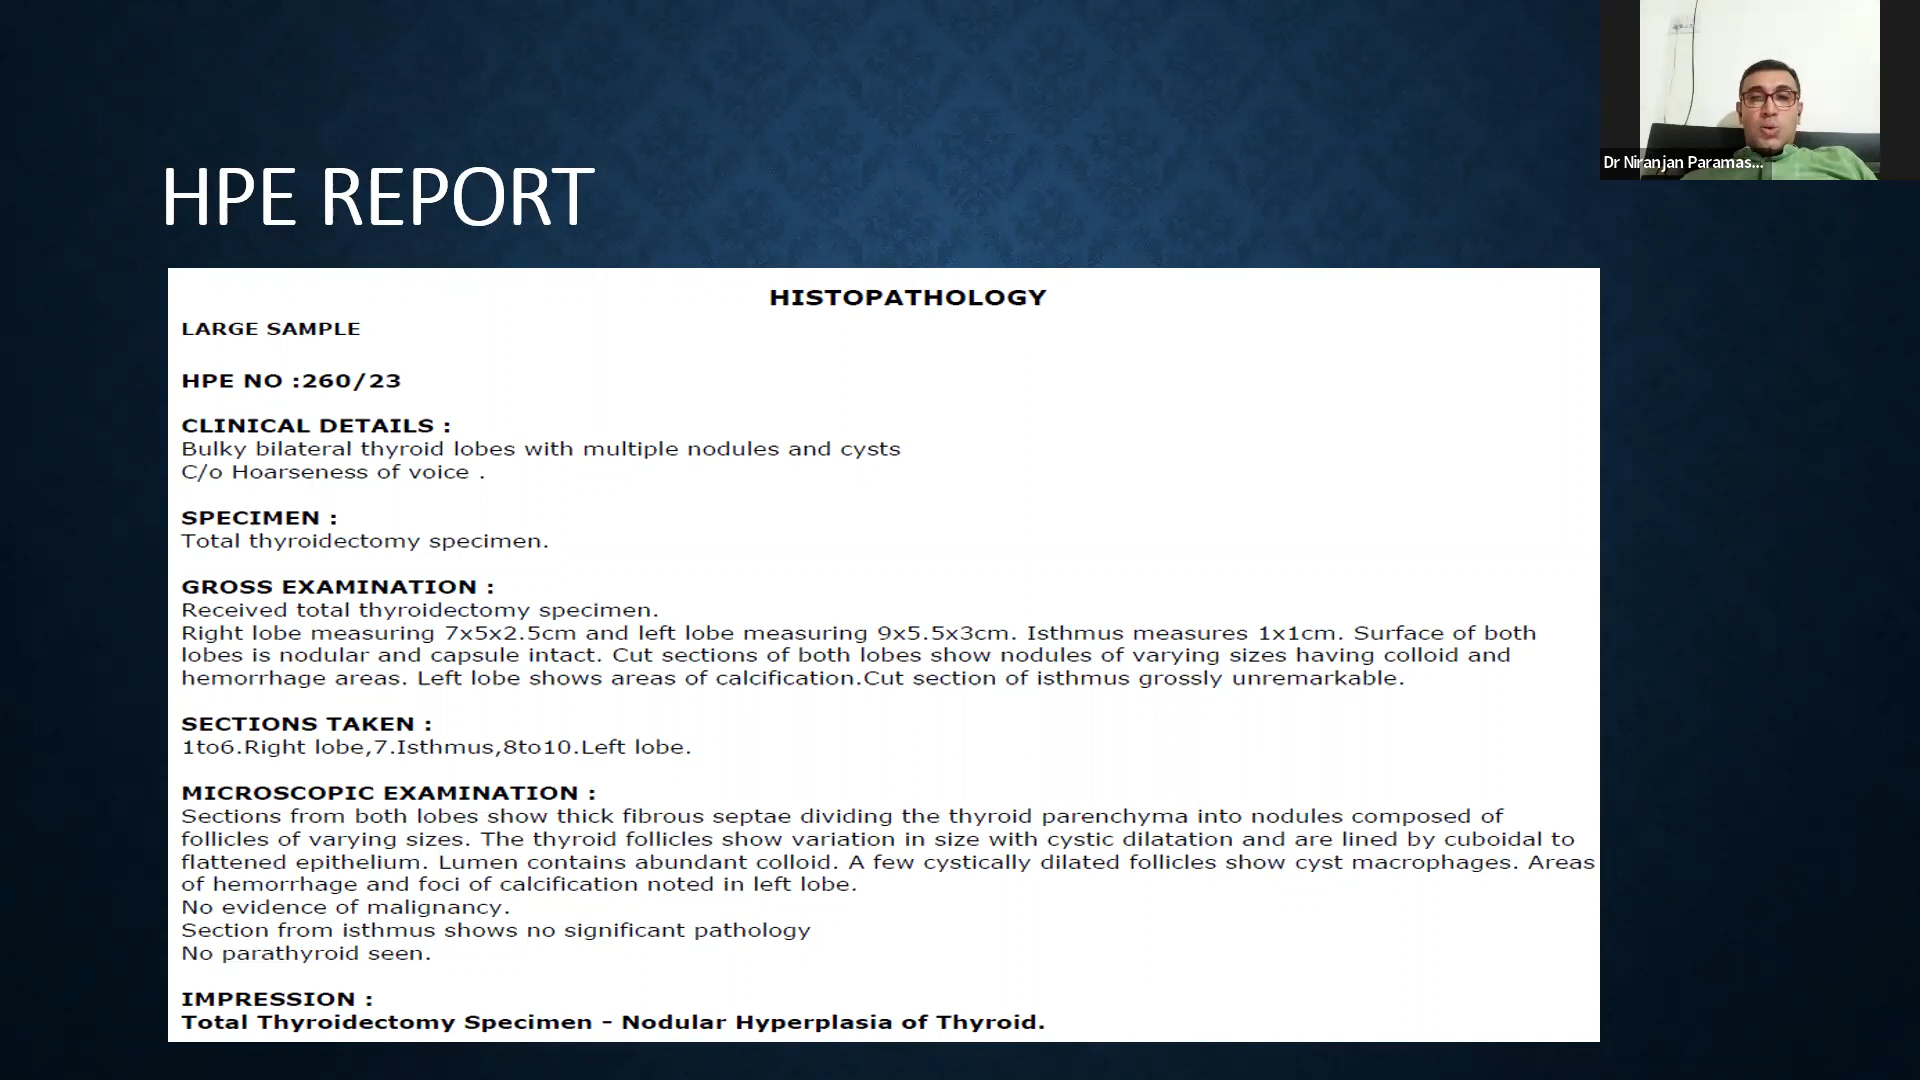 Dr Niranjan Paramas...
HPE REPORT
HISTOPATHOLOGY
LARGE SAMPLE
HPE NO :260/23
CLINICAL DETAILS :
Bulky bilateral thyroid lobes with multiple nodules and cysts
C/o Hoarseness of voice .
SPECIMEN :
Total thyroidectomy specimen.
GROSS EXAMINATION :
Received total thyroidectomy specimen.
Right lobe measuring 7x5x2.5cm and left lobe measuring 9x5.5x3cm. Isthmus measures 1x1cm. Surface of both
lobes is nodular and capsule intact. Cut sections of both lobes show nodules of varying sizes having colloid and
hemorrhage areas. Left lobe shows areas of calcification.Cut section of isthmus grossly unremarkable.
SECTIONS TAKEN :
1to6.Right lobe,7.Isthmus,8to10.Left lobe.
MICROSCOPIC EXAMINATION :
Sections from both lobes show thick fibrous septae dividing the thyroid parenchyma into nodules composed of
follicles of varying sizes. The thyroid follicles show variation in size with cystic dilatation and are lined by cuboidal to
flattened epithelium. Lumen contains abundant colloid. A few cystically dilated follicles show cyst macrophages. Areas
of hemorrhage and foci of calcification noted in left lobe.
No evidence of malignancy.
Section from isthmus shows no significant pathology
No parathyroid seen.
IMPRESSION :
Total Thyroidectomy Specimen - Nodular Hyperplasia of Thyroid.